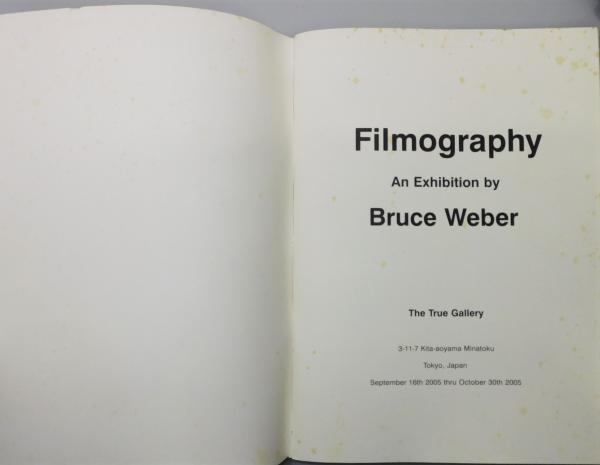 Filmography
An Exhibition by
Bruce Weber
The True Gallery
3-11-7 Kita-aoyama Minatoku
Tokyo, Japan
September 16th 2005 thru October 30th 2005